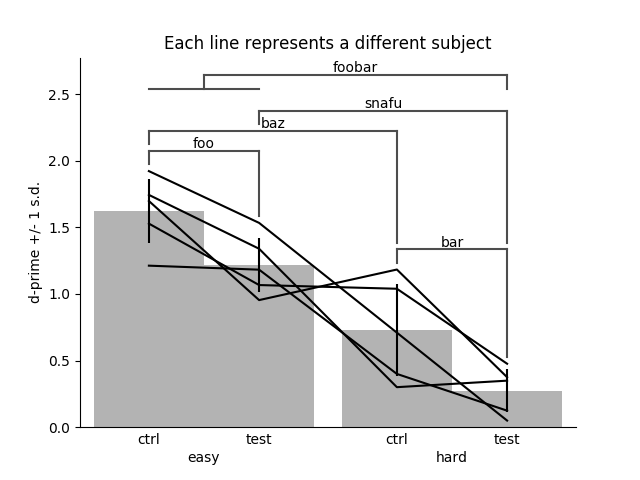 Each line represents a different subject
foobar
snafu
baz
foo
bar
d-prime +/- 1 s.d.
2.5
2.0
1.5
1.0
0.5
0.0
ctrl test ctrl test
easy hard